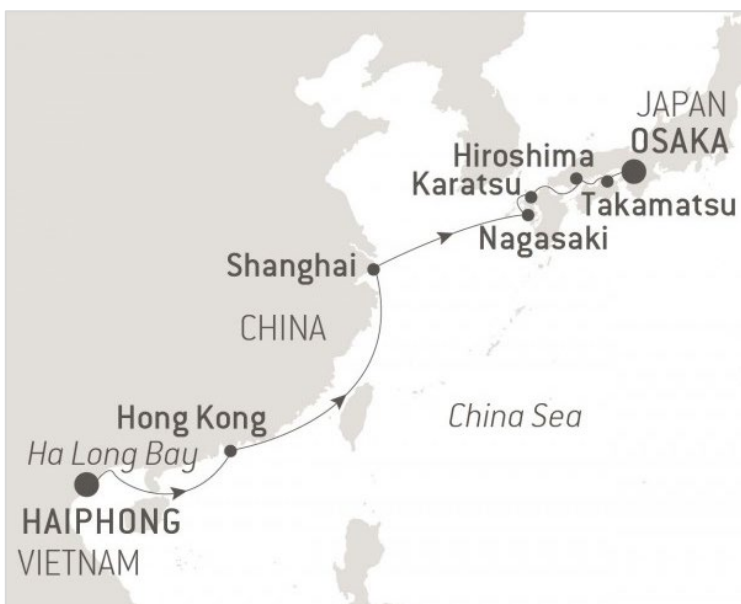 JAPAN
OSAKA
Hiroshima
Karatsu
Takamatsu
Nagasaki
Shanghai
CHINA
Hong Kong
China Sea
Ha Long Bay
HAIPHONG
VIETNAM